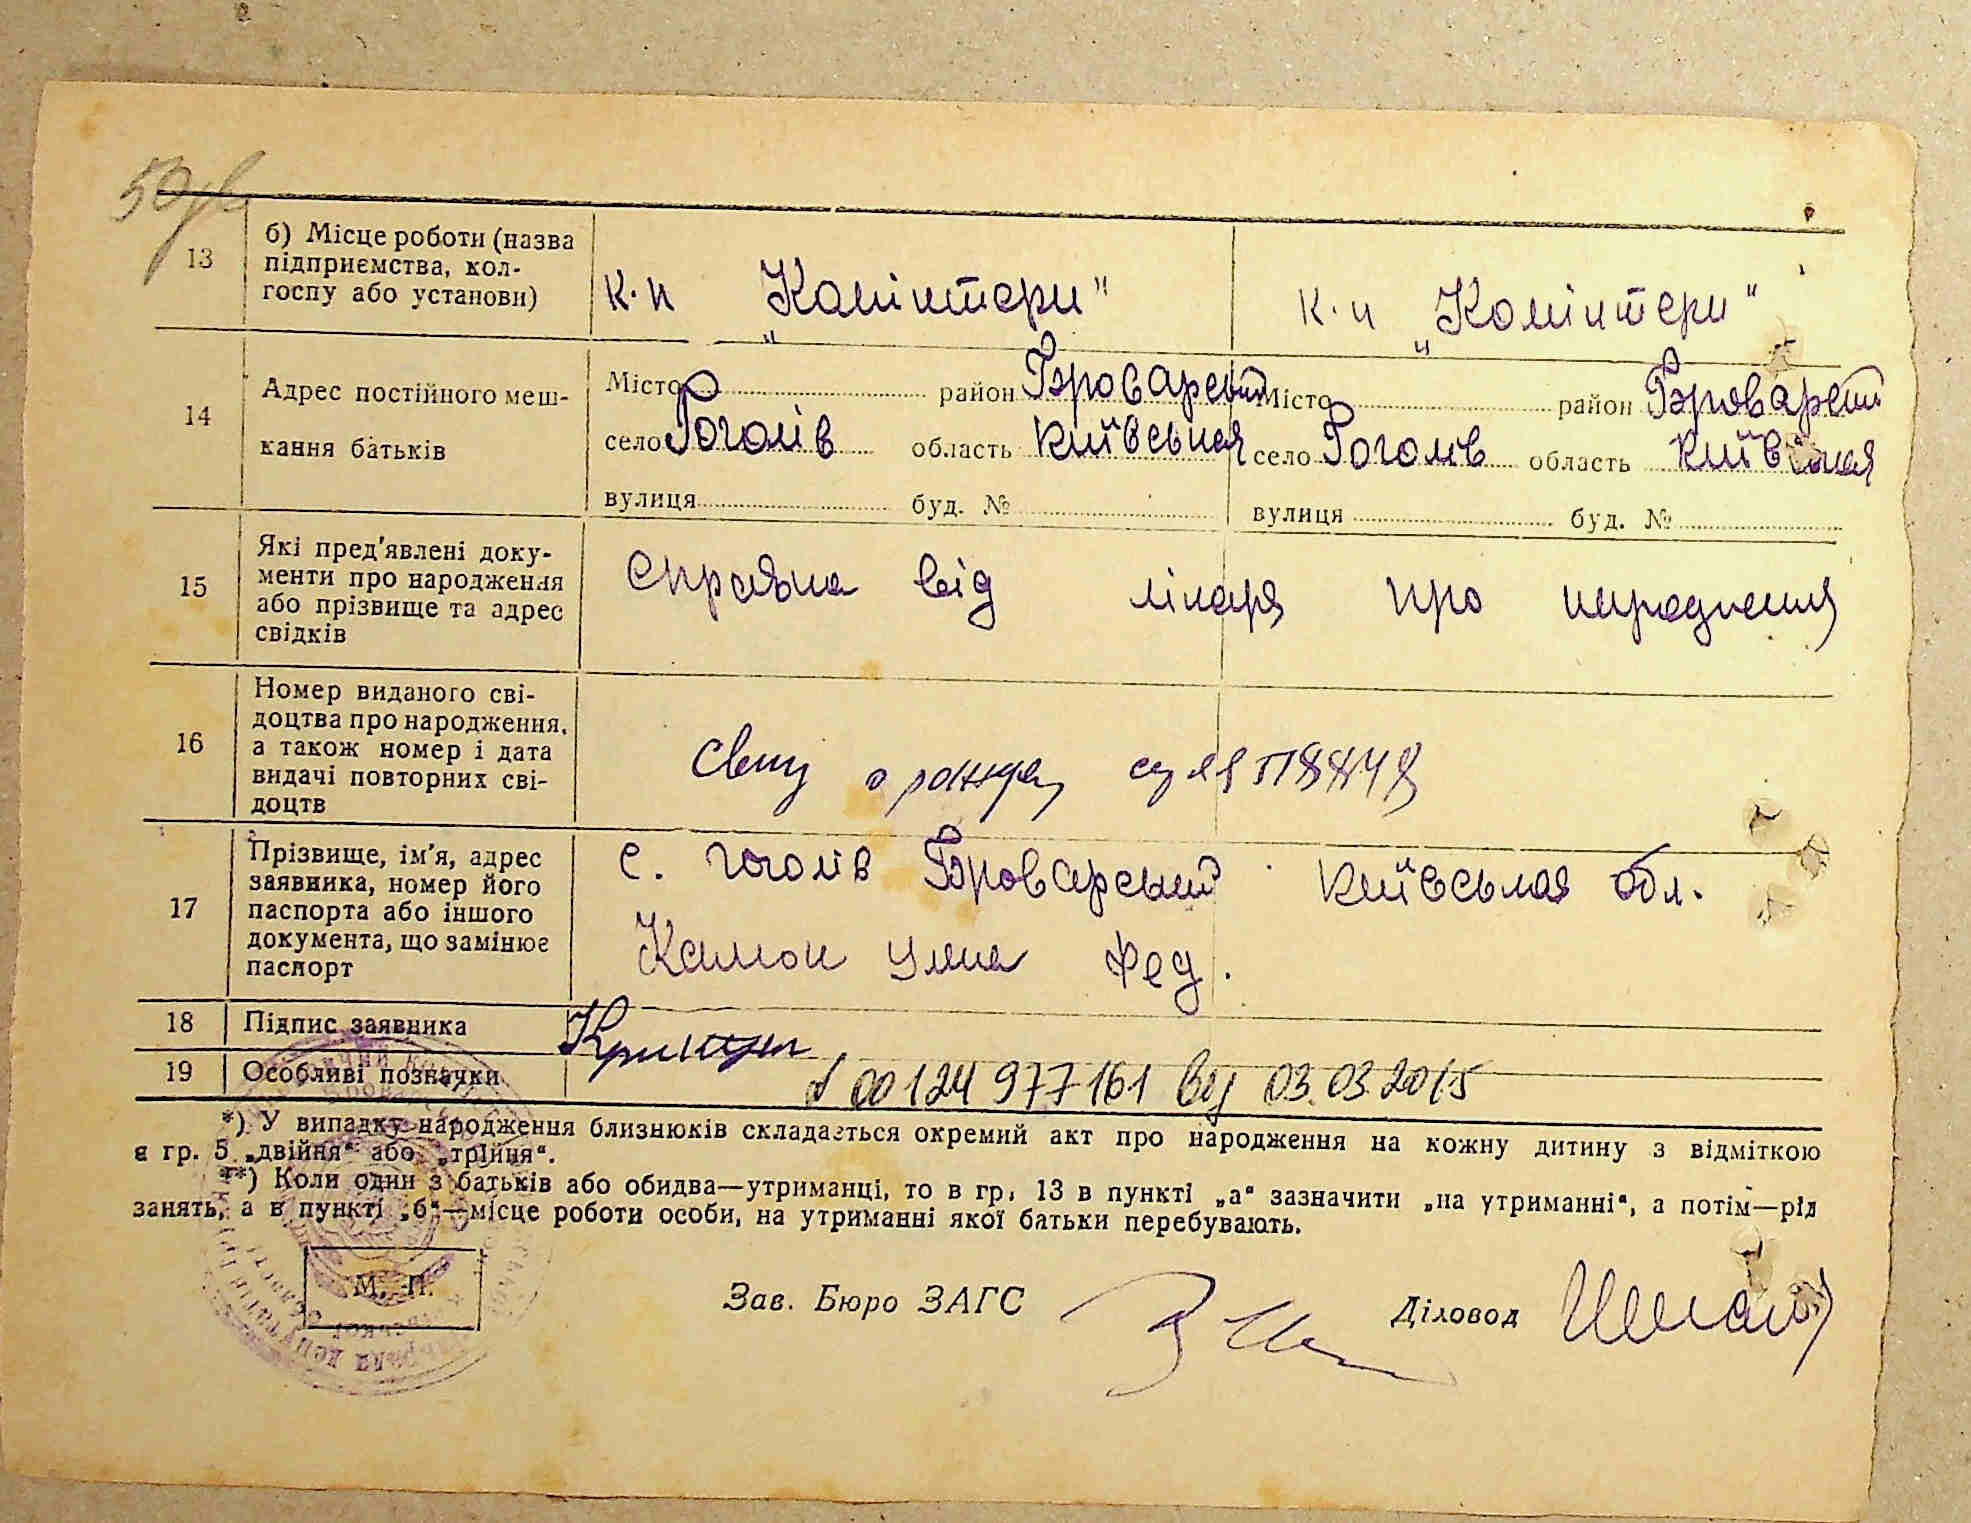 13
б) Місце роботи (назва
підприємства, кол-
госпу або установи)
к.п „Комінтерн"
к.п „Комінтерн"
14
Адрес постійного меш-
кання батьків
Місто район Броварський
село Гоголів область Київська
вулиця буд. №
Місто район Броварський
село Гоголів область Київська
вулиця буд. №
15
Які пред'явлені доку-
менти про народження
або прізвище та адрес
свідків
справка від лікаря про народження
16
Номер виданого сві-
доцтва про народження,
а також номер і дата
видачі повторних сві-
доцтв
17
Прізвище, ім'я, адрес
заявника, номер його
паспорта або іншого
документа, що замінює
паспорт
с. Гоголів Броварський Київська обл.
Фед.
18
Підпис заявника
19
Особливі позначки
00124977161 03.03.2015
*) У випадку народження близнюків складається окремий акт про народження на кожну дитину з відміткою
в гр. 5 „двійня“ або „трійня“.
**) Коли один з батьків або обидва—утриманці, то в гр. 13 в пункті „а“ зазначити „на утриманні“, а потім—рід
занять, а в пункті „б“—місце роботи особи, на утриманні якої батьки перебувають.
М. П.
Зав. Бюро ЗАГС
Діловод